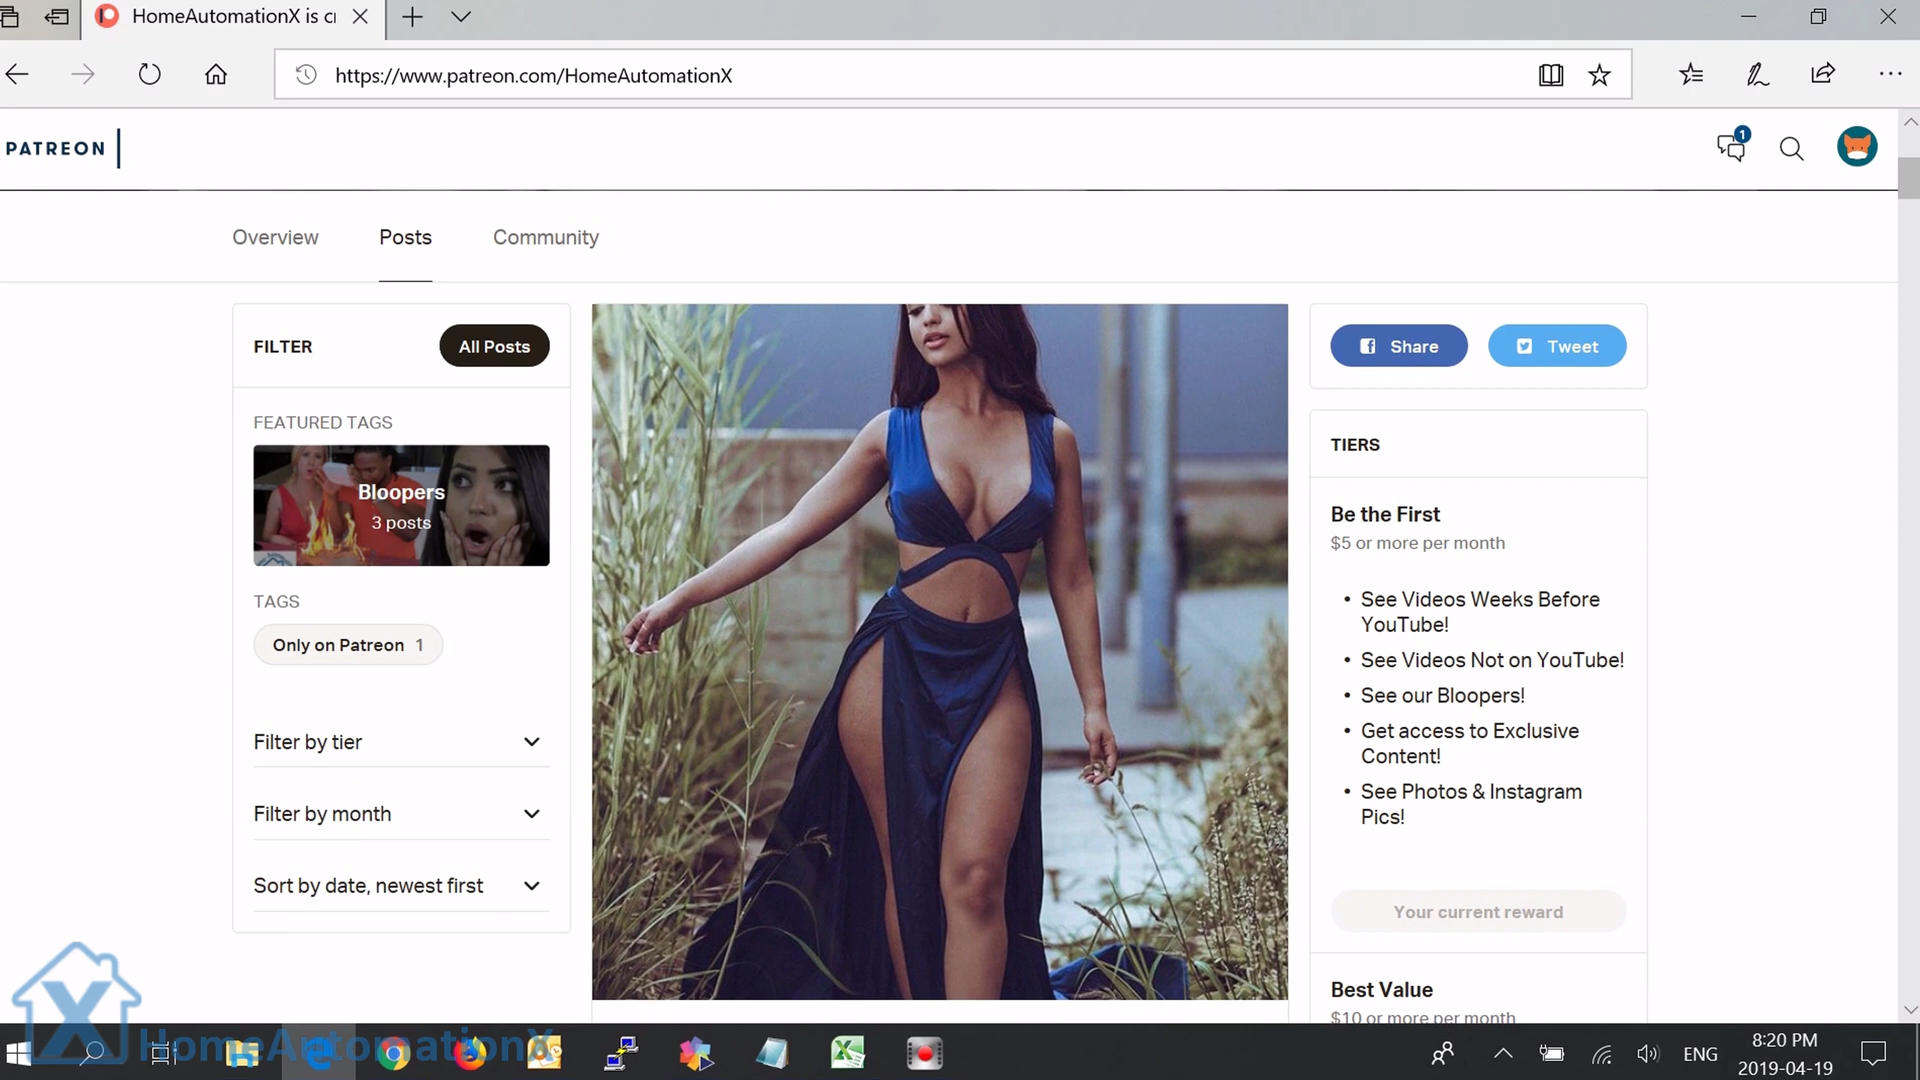 HomeAutomationX is cr
https://www.patreon.com/HomeAutomationX
PATREON
1
Overview
Posts
Community
FILTER
All Posts
FEATURED TAGS
Bloopers
3 posts
TAGS
Only on Patreon 1
Filter by tier
Filter by month
Sort by date, newest first
Share
Tweet
TIERS
Be the First
$5 or more per month
• See Videos Weeks Before
YouTube!
• See Videos Not on YouTube!
• See our Bloopers!
• Get access to Exclusive
Content!
• See Photos & Instagram
Pics!
Your current reward
Best Value
$10 or more per month
X
HomeAutomationX
ENG
8:20 PM
2019-04-19